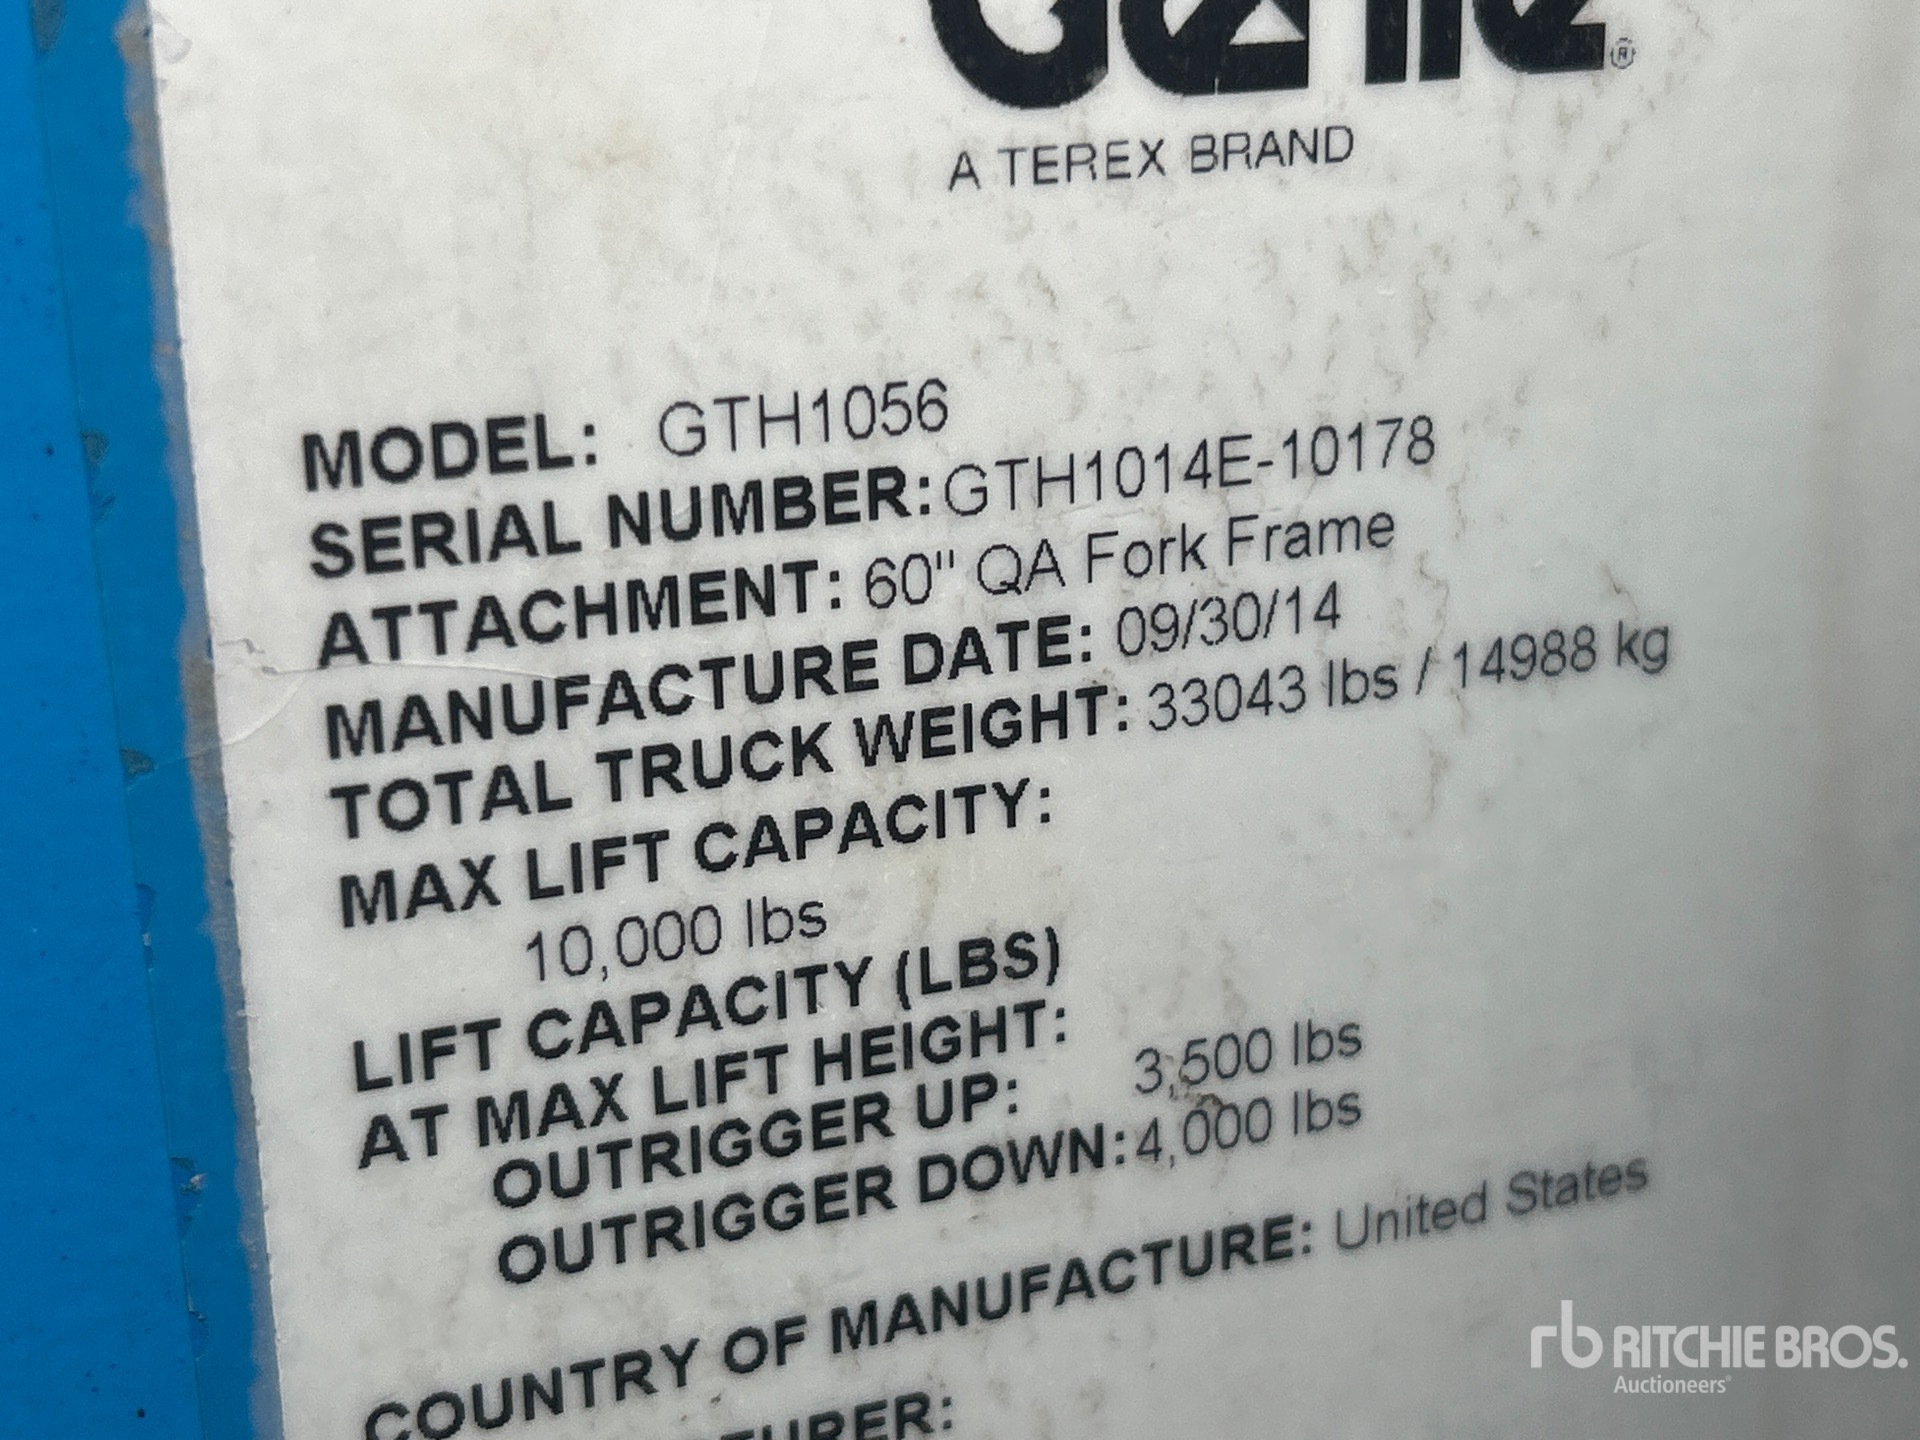 Genie®
A TEREX BRAND
MODEL: GTH1056
SERIAL NUMBER: GTH1014E-10178
ATTACHMENT: 60" QA Fork Frame
MANUFACTURE DATE: 09/30/14
TOTAL TRUCK WEIGHT: 33043 lbs / 14988 kg
MAX LIFT CAPACITY:
10,000 lbs
LIFT CAPACITY (LBS)
AT MAX LIFT HEIGHT:
OUTRIGGER UP: 3,500 lbs
OUTRIGGER DOWN: 4,000 lbs
COUNTRY OF MANUFACTURE: United States
rb RITCHIE BROS.
Auctioneers